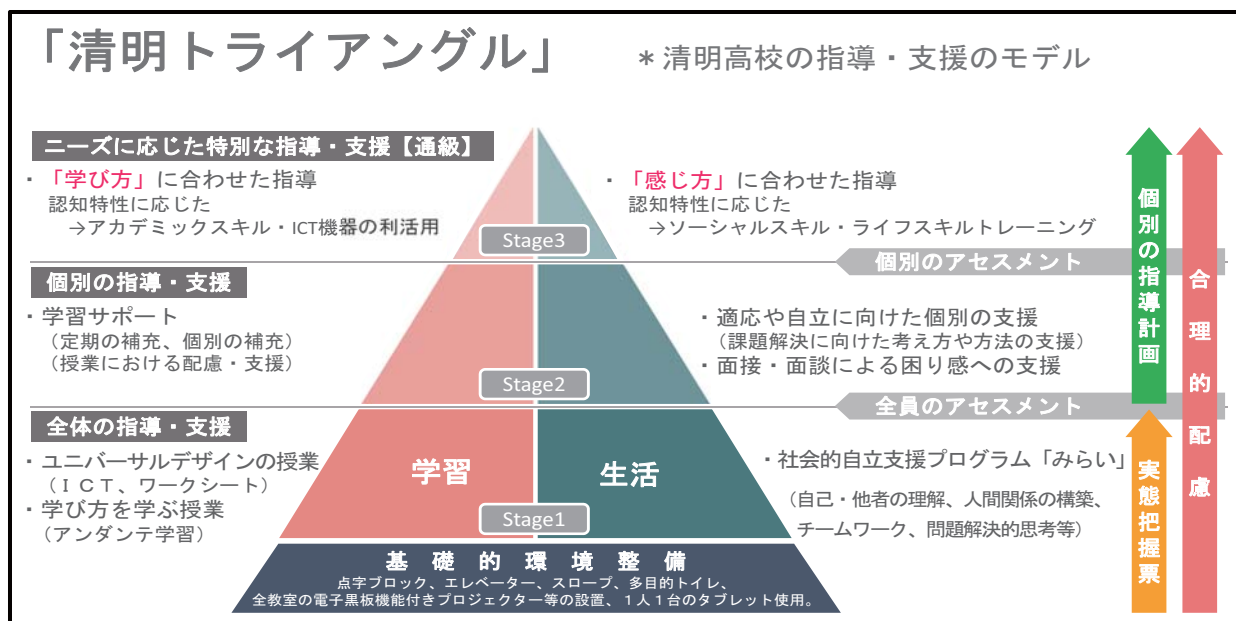 「清明トライアングル」
＊清明高校の指導・支援のモデル
ニーズに応じた特別な指導・支援【通級】
・「学び方」に合わせた指導
認知特性に応じた
→アカデミックスキル・ICT機器の利活用
・「感じ方」に合わせた指導
認知特性に応じた
→ソーシャルスキル・ライフスキルトレーニング
Stage3
個別のアセスメント
個別の指導・支援
・学習サポート
（定期の補充、個別の補充）
（授業における配慮・支援）
・適応や自立に向けた個別の支援
（課題解決に向けた考え方や方法の支援）
・面接・面談による困り感への支援
Stage2
全員のアセスメント
全体の指導・支援
・ユニバーサルデザインの授業
（ＩＣＴ、ワークシート）
・学び方を学ぶ授業
（アンダンテ学習）
学習
生活
・社会的自立支援プログラム「みらい」
（自己・他者の理解、人間関係の構築、
チームワーク、問題解決的思考等）
Stage1
基礎的環境整備
点字ブロック、エレベーター、スロープ、多目的トイレ、
全教室の電子黒板機能付きプロジェクター等の設置、１人１台のタブレット使用。
個別の指導計画
実態把握票
合理的配慮